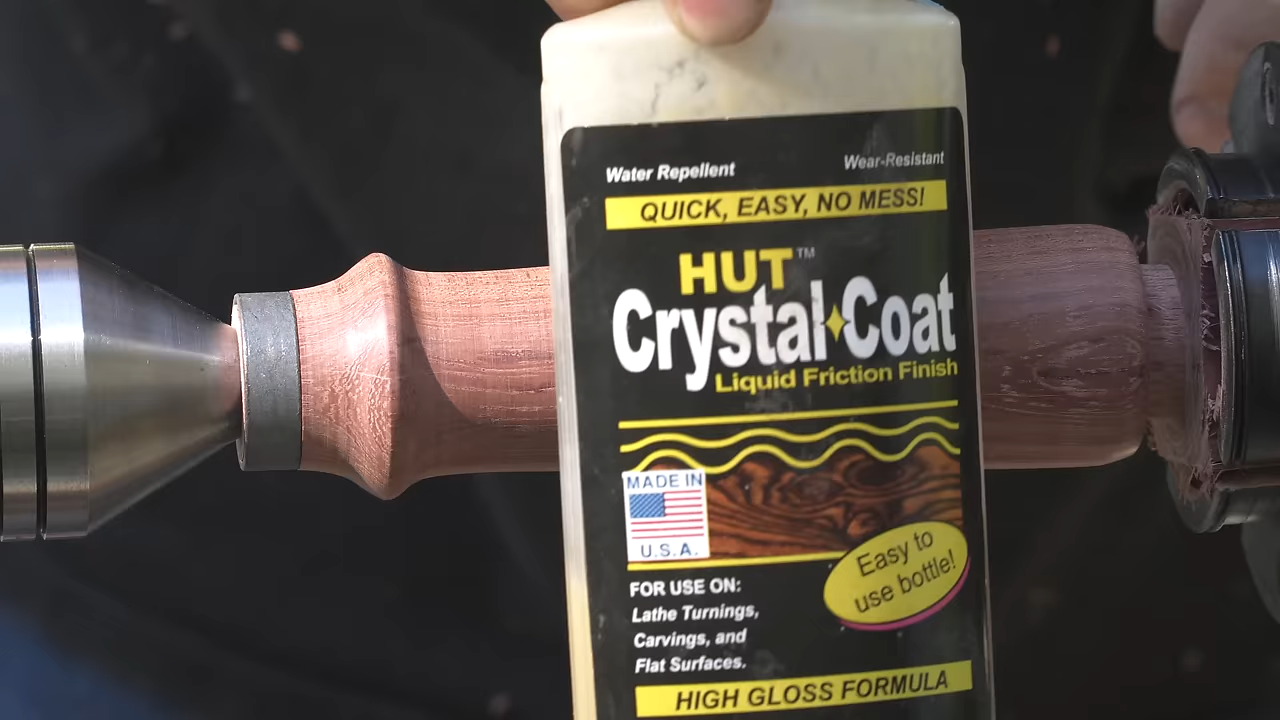 Water Repellent
Wear-Resistant
QUICK, EASY, NO MESS!
HUT™
Crystal Coat
Liquid Friction Finish
MADE IN
U.S.A.
Easy to
use bottle!
FOR USE ON:
Lathe Turnings,
Carvings, and
Flat Surfaces.
HIGH GLOSS FORMULA